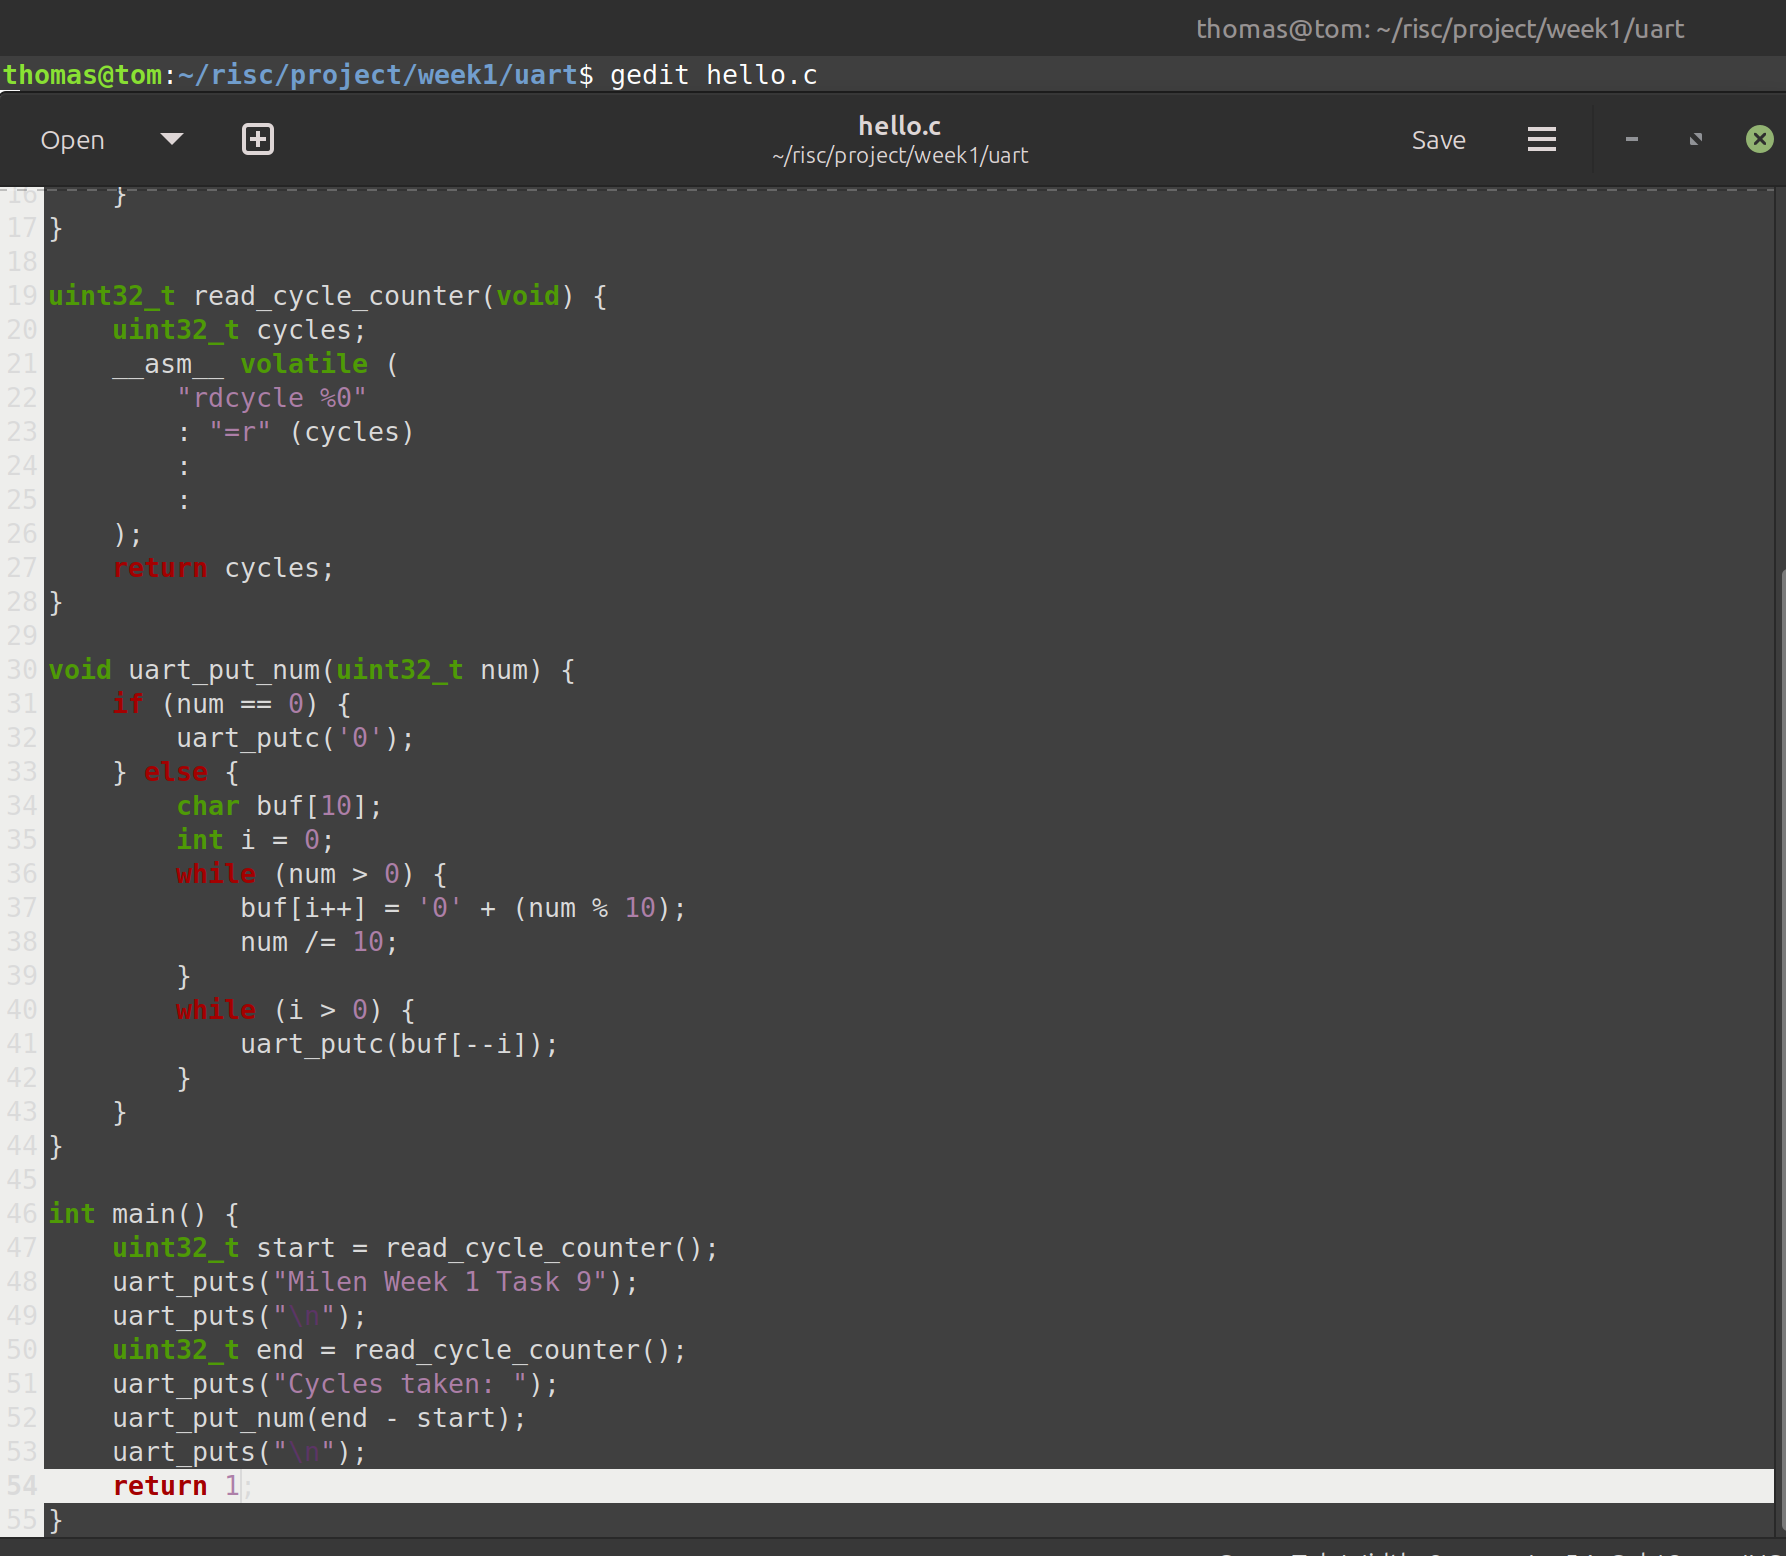 thomas@tom: ~/risc/project/week1/uart
thomas@tom:~/risc/project/week1/uart$ gedit hello.c
Open
hello.c
Save
~/risc/project/week1/uart
16     }
17 }
18
19 uint32_t read_cycle_counter(void) {
20     uint32_t cycles;
21     __asm__ volatile (
22         "rdcycle %0"
23         : "=r" (cycles)
24         :
25         :
26     );
27     return cycles;
28 }
29
30 void uart_put_num(uint32_t num) {
31     if (num == 0) {
32         uart_putc('0');
33     } else {
34         char buf[10];
35         int i = 0;
36         while (num > 0) {
37             buf[i++] = '0' + (num % 10);
38             num /= 10;
39         }
40         while (i > 0) {
41             uart_putc(buf[--i]);
42         }
43     }
44 }
45
46 int main() {
47     uint32_t start = read_cycle_counter();
48     uart_puts("Milen Week 1 Task 9");
49     uart_puts("\n");
50     uint32_t end = read_cycle_counter();
51     uart_puts("Cycles taken: ");
52     uart_put_num(end - start);
53     uart_puts("\n");
54     return 1;
55 }